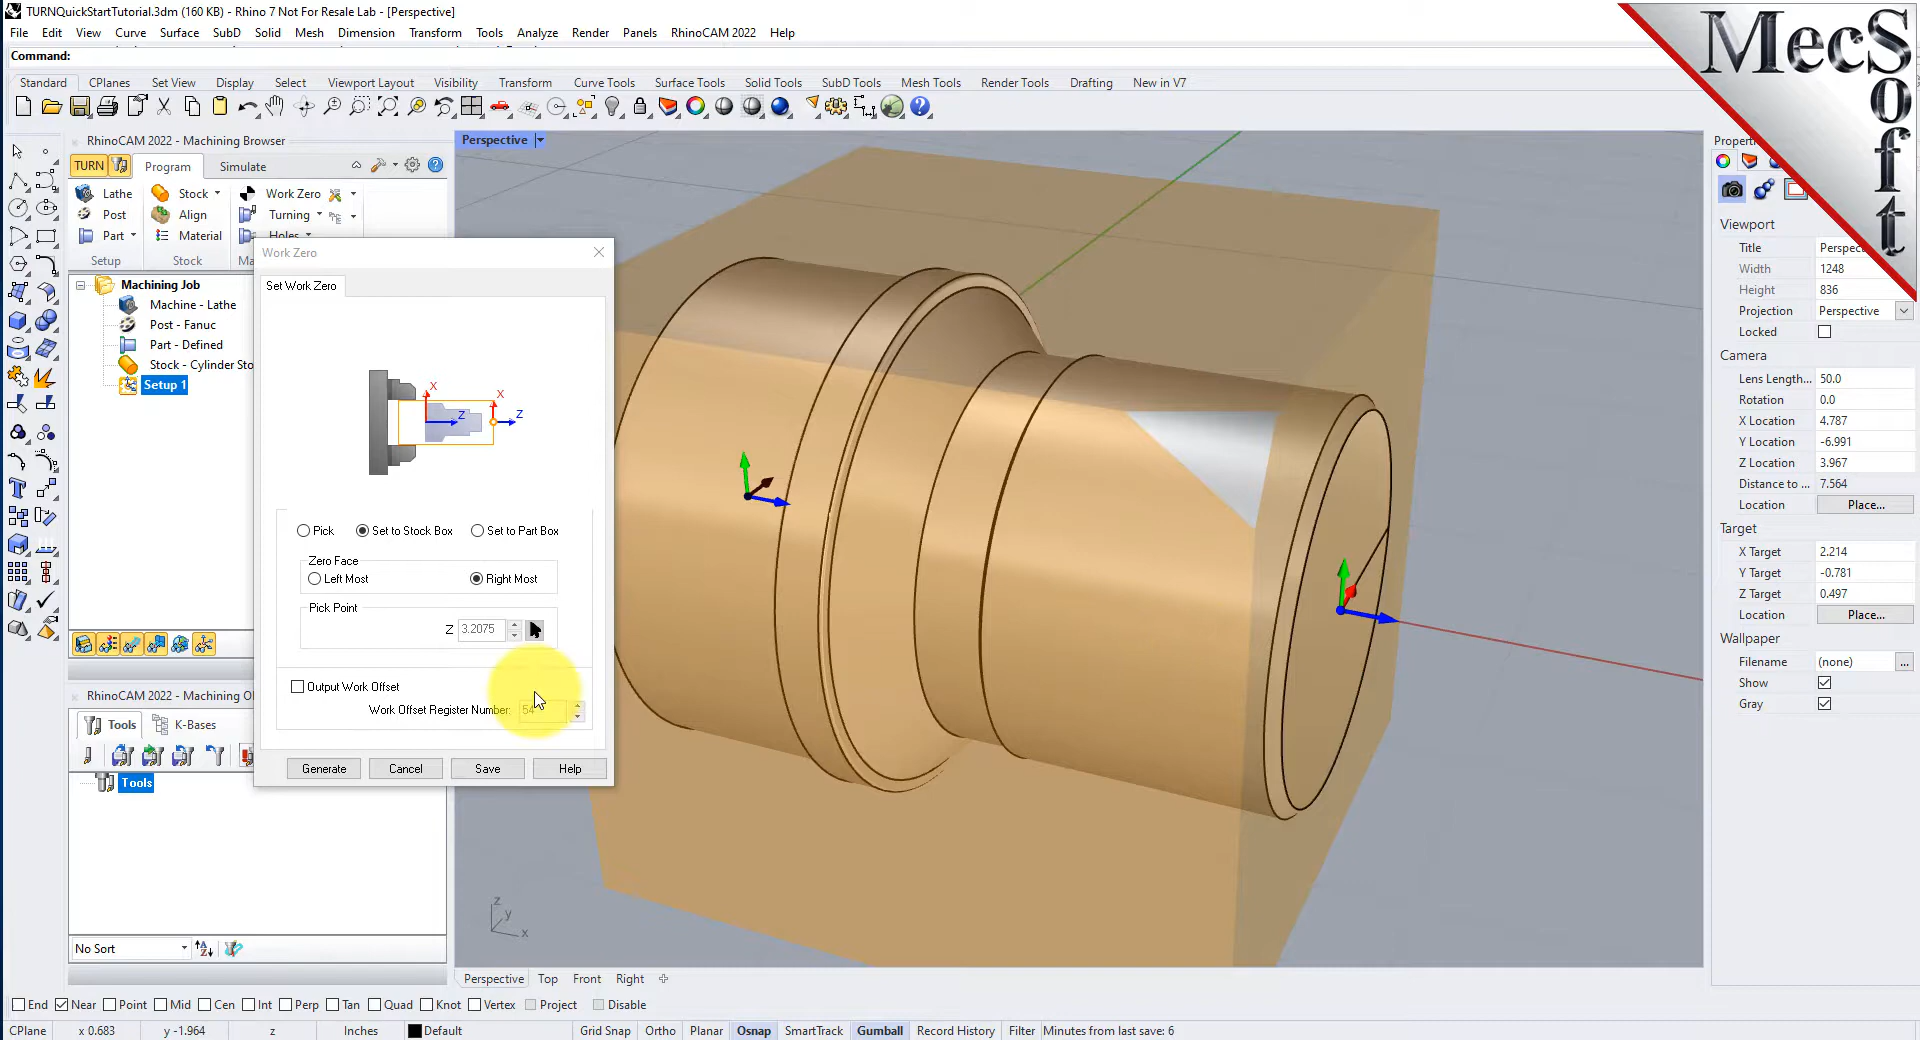 TURNQuickStartTutorial.3dm (160 KB) - Rhino 7 Not For Resale Lab - [Perspective]
File Edit View Curve Surface SubD Solid Mesh Dimension Transform Tools Analyze Render Panels RhinoCAM 2022 Help
Command:
Standard CPlanes Set View Display Select Viewport Layout Visibility Transform Curve Tools Surface Tools Solid Tools SubD Tools Mesh Tools Render Tools Drafting New in V7
MecSoft
RhinoCAM 2022 - Machining Browser
TURN Program Simulate
Lathe Stock Work Zero
Post Align Turning
Part Material Holes
Setup Stock Ma
Machining Job
Machine - Lathe
Post - Fanuc
Part - Defined
Stock - Cylinder Sto
Setup 1
Work Zero
Set Work Zero
X
X
Z
Z
Pick Set to Stock Box Set to Part Box
Zero Face
Left Most Right Most
Pick Point
Z 3.2075
Output Work Offset
Work Offset Register Number: 54
Generate Cancel Save Help
RhinoCAM 2022 - Machining Ol
Tools K-Bases
Tools
No Sort
Perspective
z
y
x
Perspective Top Front Right
Viewport
Title
Width 1248
Height 836
Projection Perspective
Locked
Camera
Lens Length... 50.0
Rotation 0.0
X Location 4.787
Y Location -6.991
Z Location 3.967
Distance to ... 7.564
Location Place...
Target
X Target 2.214
Y Target -0.781
Z Target 0.497
Location Place...
Wallpaper
Filename (none) ...
Show
Gray
End Near Point Mid Cen Int Perp Tan Quad Knot Vertex Project Disable
CPlane x 0.683 y -1.964 z Inches Default Grid Snap Ortho Planar Osnap SmartTrack Gumball Record History Filter Minutes from last save: 6